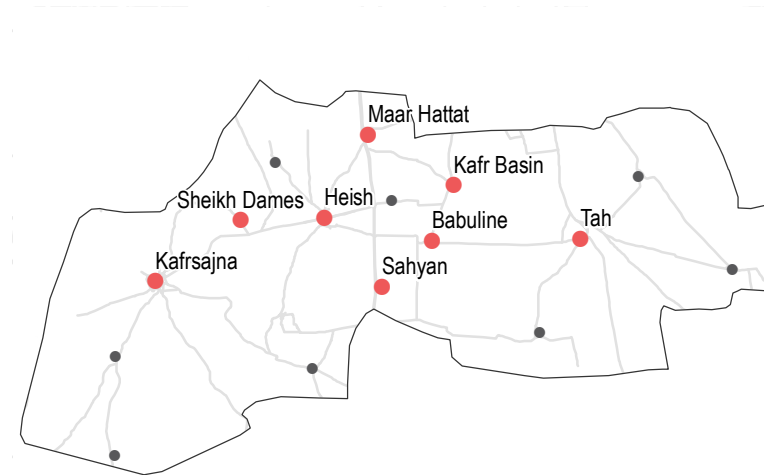 Maar Hattat
Kafr Basin
Sheikh Dames
Heish
Babuline
Tah
Kafrsajna
Sahyan